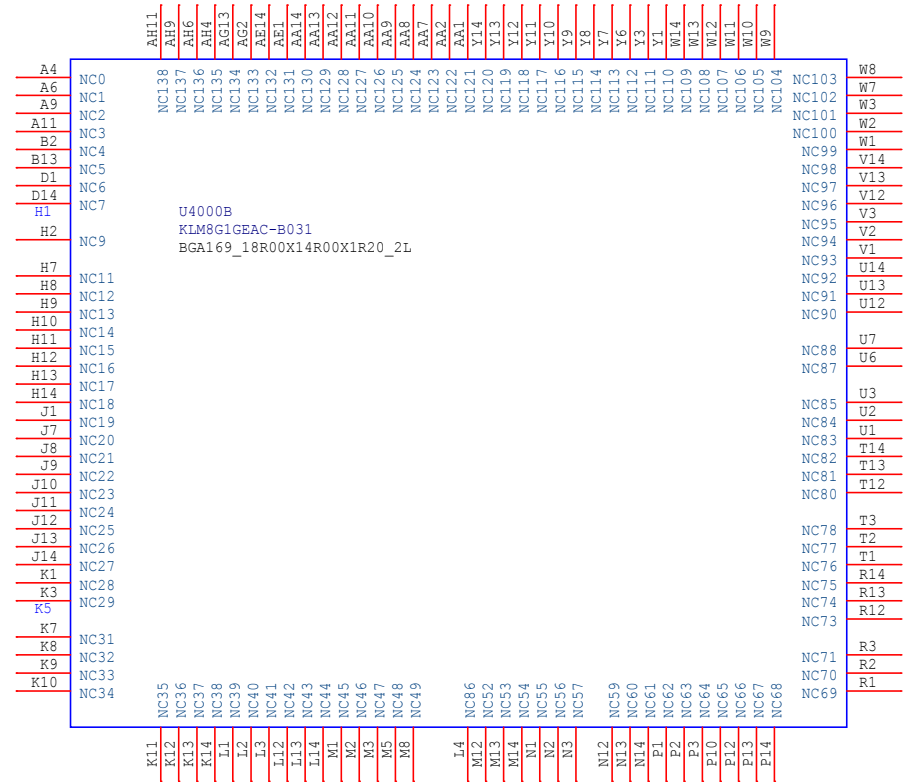 AH11
AH9
AH6
AH4
AG13
AG2
AE14
AE1
AA14
AA13
AA12
AA11
AA10
AA9
AA8
AA7
AA2
AA1
Y14
Y13
Y12
Y11
Y10
Y9
Y8
Y7
Y6
Y3
Y1
W14
W13
W12
W11
W10
W9
NC138
NC137
NC136
NC135
NC134
NC133
NC132
NC131
NC130
NC129
NC128
NC127
NC126
NC125
NC124
NC123
NC122
NC121
NC120
NC119
NC118
NC117
NC116
NC115
NC114
NC113
NC112
NC111
NC110
NC109
NC108
NC107
NC106
NC105
NC104
A4 NC0
A6 NC1
A9 NC2
A11 NC3
B2 NC4
B13 NC5
D1 NC6
D14 NC7
H1
H2 NC9
H7 NC11
H8 NC12
H9 NC13
H10 NC14
H11 NC15
H12 NC16
H13 NC17
H14 NC18
J1 NC19
J7 NC20
J8 NC21
J9 NC22
J10 NC23
J11 NC24
J12 NC25
J13 NC26
J14 NC27
K1 NC28
K3 NC29
K5
K7 NC31
K8 NC32
K9 NC33
K10 NC34
U4000B
KLM8G1GEAC-B031
BGA169_18R00X14R00X1R20_2L
NC103 W8
NC102 W7
NC101 W3
NC100 W2
NC99 W1
NC98 V14
NC97 V13
NC96 V12
NC95 V3
NC94 V2
NC93 V1
NC92 U14
NC91 U13
NC90 U12
NC88 U7
NC87 U6
NC85 U3
NC84 U2
NC83 U1
NC82 T14
NC81 T13
NC80 T12
NC78 T3
NC77 T2
NC76 T1
NC75 R14
NC74 R13
NC73 R12
NC71 R3
NC70 R2
NC69 R1
NC35
NC36
NC37
NC38
NC39
NC40
NC41
NC42
NC43
NC44
NC45
NC46
NC47
NC48
NC49
NC86
NC52
NC53
NC54
NC55
NC56
NC57
NC59
NC60
NC61
NC62
NC63
NC64
NC65
NC66
NC67
NC68
K11
K12
K13
K14
L1
L2
L3
L12
L13
L14
M1
M2
M3
M5
M8
L4
M12
M13
M14
N1
N2
N3
N12
N13
N14
P1
P2
P3
P10
P12
P13
P14